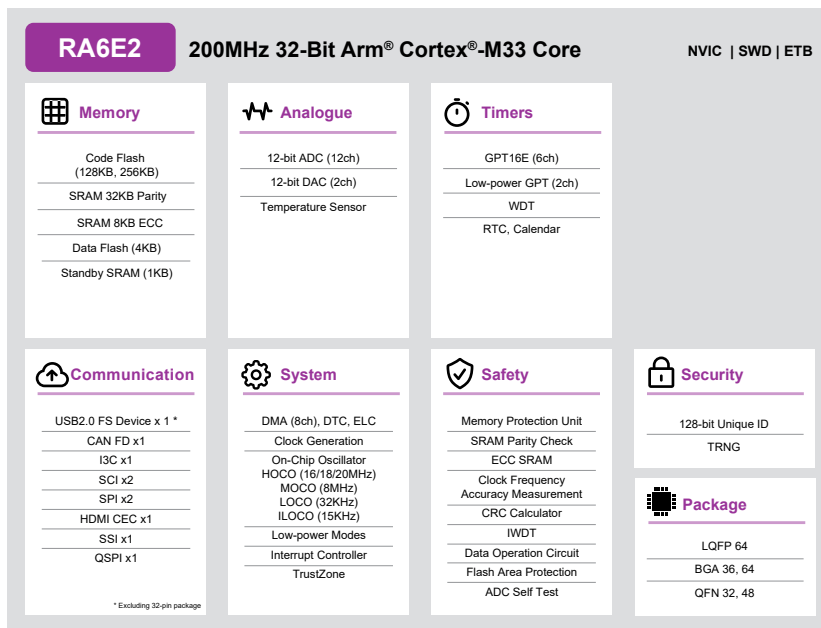 RA6E2
200MHz 32-Bit Arm® Cortex®-M33 Core
NVIC | SWD | ETB
Memory
Code Flash
(128KB, 256KB)
SRAM 32KB Parity
SRAM 8KB ECC
Data Flash (4KB)
Standby SRAM (1KB)
Analogue
12-bit ADC (12ch)
12-bit DAC (2ch)
Temperature Sensor
Timers
GPT16E (6ch)
Low-power GPT (2ch)
WDT
RTC, Calendar
Communication
USB2.0 FS Device x 1 *
CAN FD x1
I3C x1
SCI x2
SPI x2
HDMI CEC x1
SSI x1
QSPI x1
* Excluding 32-pin package
System
DMA (8ch), DTC, ELC
Clock Generation
On-Chip Oscillator
HOCO (16/18/20MHz)
MOCO (8MHz)
LOCO (32KHz)
ILOCO (15KHz)
Low-power Modes
Interrupt Controller
TrustZone
Safety
Memory Protection Unit
SRAM Parity Check
ECC SRAM
Clock Frequency
Accuracy Measurement
CRC Calculator
IWDT
Data Operation Circuit
Flash Area Protection
ADC Self Test
Security
128-bit Unique ID
TRNG
Package
LQFP 64
BGA 36, 64
QFN 32, 48